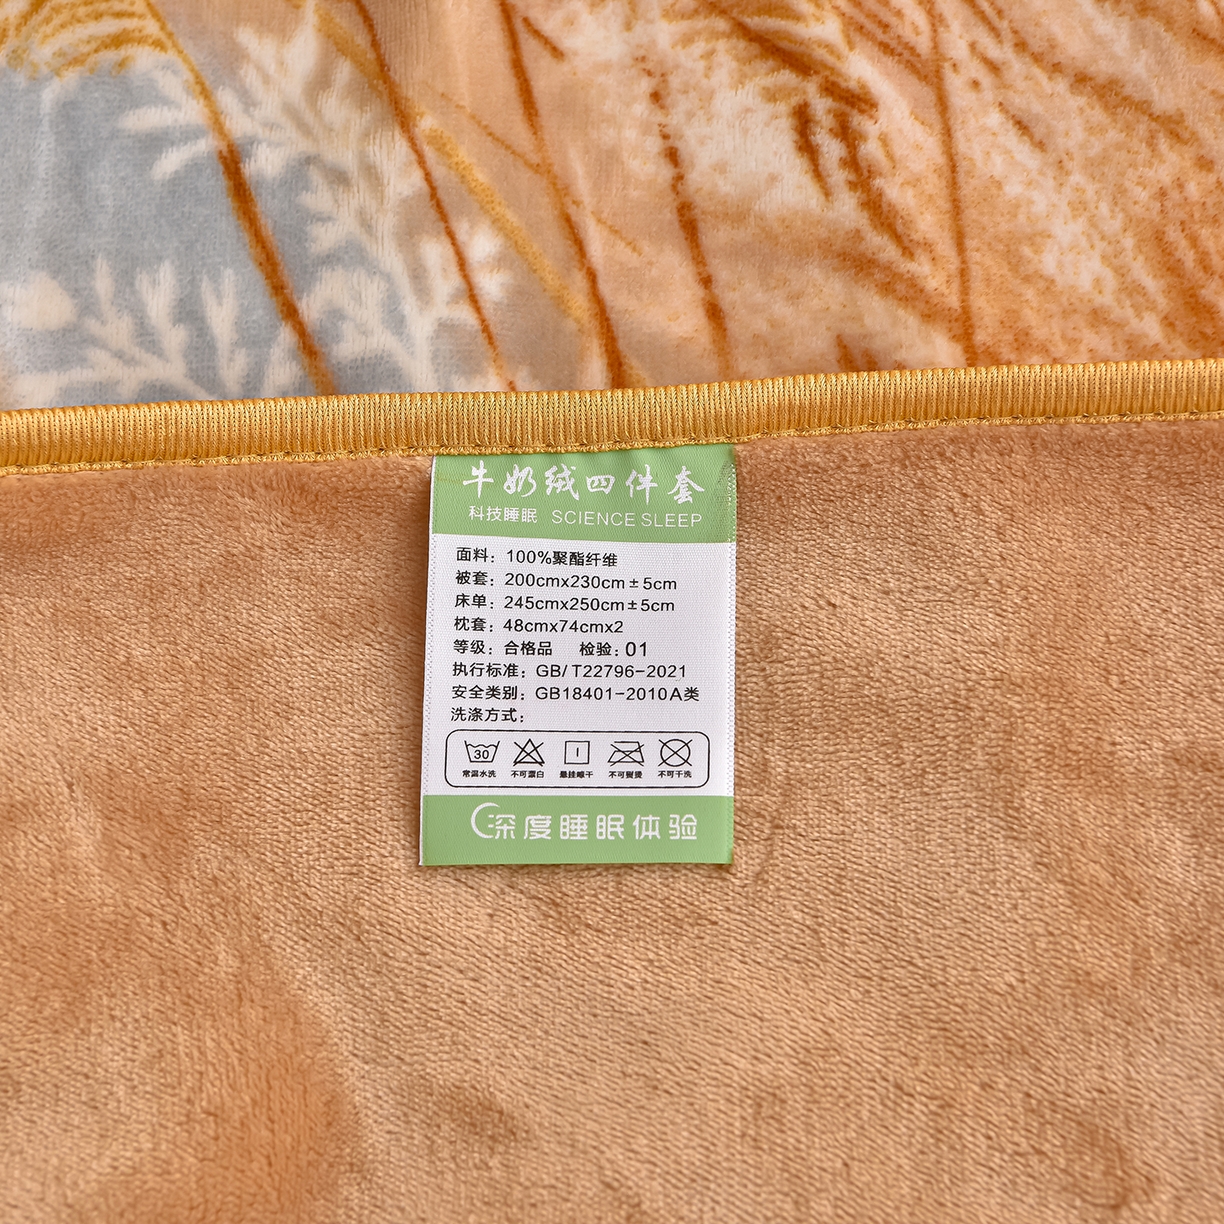 牛奶绒四件套
科技睡眠 SCIENCE SLEEP
面料：100%聚酯纤维
被套：200cmx230cm±5cm
床单：245cmx250cm±5cm
枕套：48cmx74cmx2
等级：合格品 检验：01
执行标准：GB/T22796-2021
安全类别：GB18401-2010A类
洗涤方式：
30
常温水洗 不可漂白 悬挂晾干 不可熨烫 不可干洗
深度睡眠体验